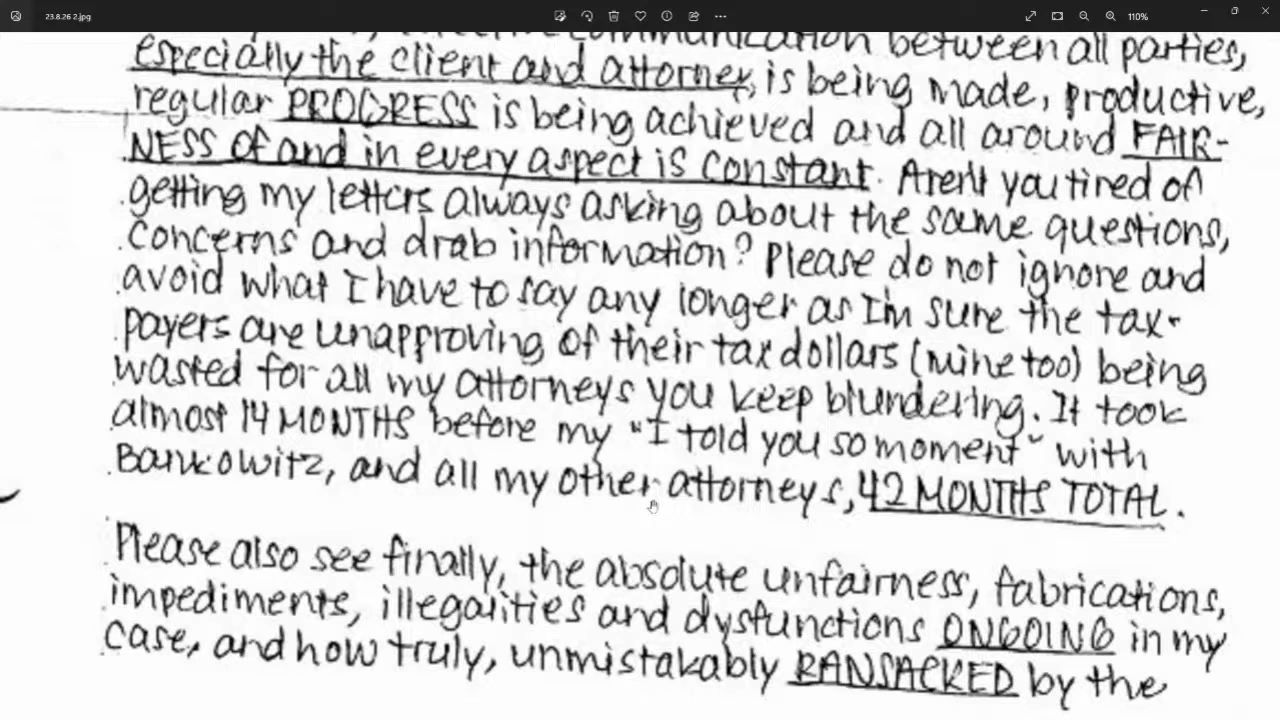 23.8.26 2.jpg
110%
communication between all parties,
especially the client and attorney, is being made, productive,
regular PROGRESS is being achieved and all around FAIR-
NESS of and in every aspect is constant. Aren't you tired of
getting my letters always asking about the same questions,
concerns and drab information? Please do not ignore and
avoid what I have to say any longer as I'm sure the tax-
payers are unapproving of their tax dollars (mine too) being
wasted for all my attorneys you keep blundering. It took
almost 14 MONTHS before my "I told you so moment" with
Bankowitz, and all my other attorneys, 42 MONTHS TOTAL.
Please also see finally, the absolute unfairness, fabrications,
impediments, illegalities and dysfunctions ONGOING in my
case, and how truly, unmistakably RANSACKED by the